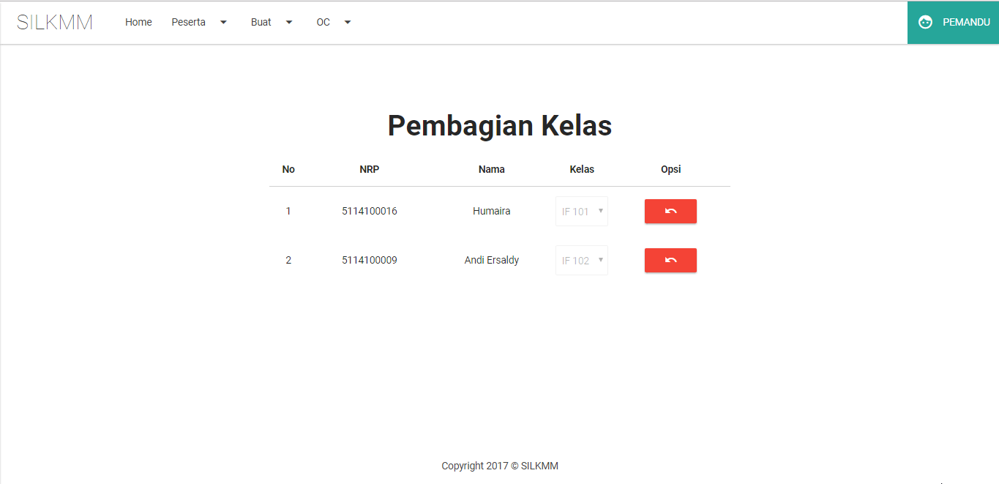 SILKMM Home Peserta Buat OC PEMANDU
Pembagian Kelas
No NRP Nama Kelas Opsi
1 5114100016 Humaira IF 101
2 5114100009 Andi Ersaldy IF 102
Copyright 2017 © SILKMM